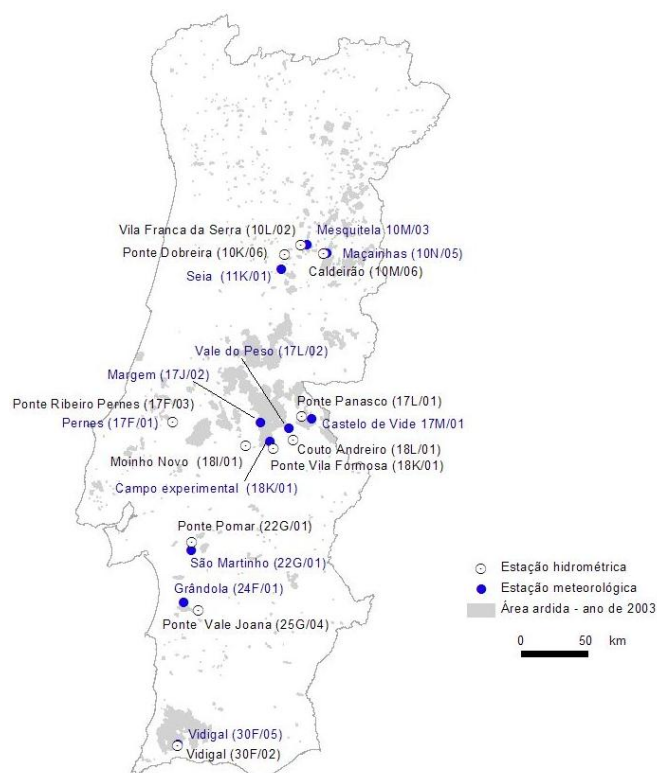 Vila Franca da Serra (10L/02)
Mesquitela 10M/03
Ponte Dobreira (10K/06)
Maçainhas (10N/05)
Seia (11K/01)
Caldeirão (10M/06)
Vale do Peso (17L/02)
Margem (17J/02)
Ponte Ribeiro Pernes (17F/03)
Ponte Panasco (17L/01)
Pernes (17F/01)
Castelo de Vide 17M/01
Couto Andreiro (18L/01)
Moinho Novo (18I/01)
Ponte Vila Formosa (18K/01)
Campo experimental (18K/01)
Ponte Pomar (22G/01)
São Martinho (22G/01)
Grândola (24F/01)
Ponte Vale Joana (25G/04)
Vidigal (30F/05)
Vidigal (30F/02)
Estação hidrométrica
Estação meteorológica
Área ardida - ano de 2003
0 50 km